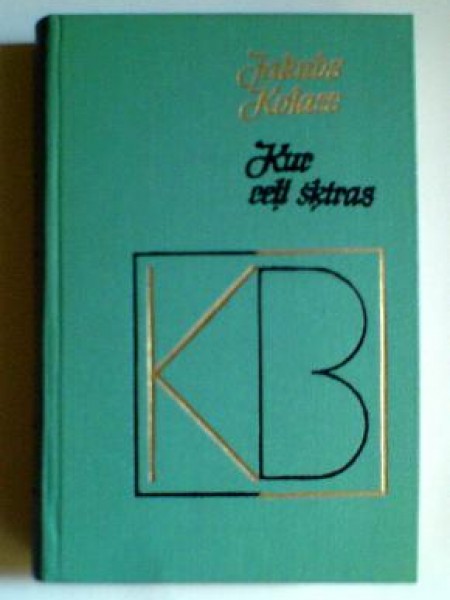 Jakubs
Kolass
Kur
ceļi šķiras
KB